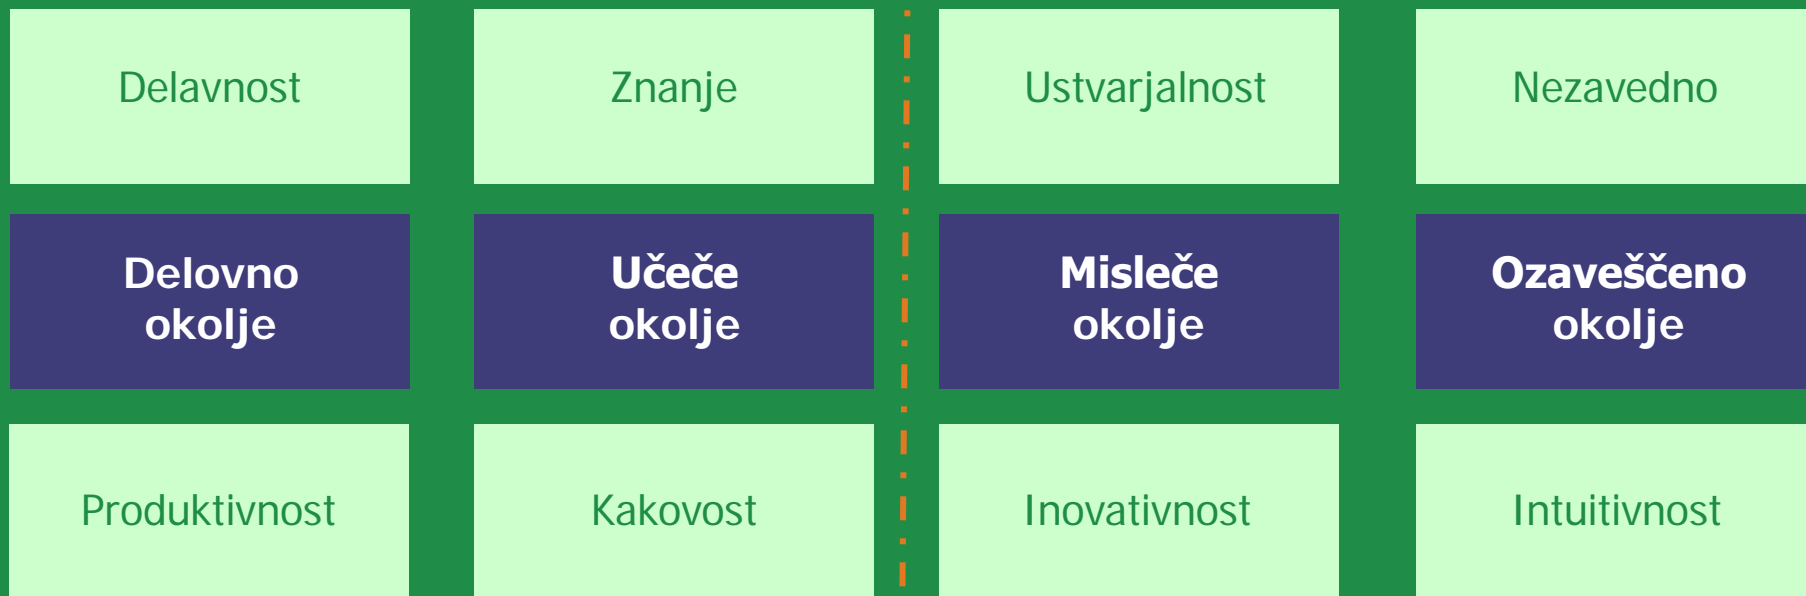 Delavnost
Znanje
Ustvarjalnost
Nezavedno
Delovno
okolje
Učeče
okolje
Misleče
okolje
Ozaveščeno
okolje
Produktivnost
Kakovost
Inovativnost
Intuitivnost